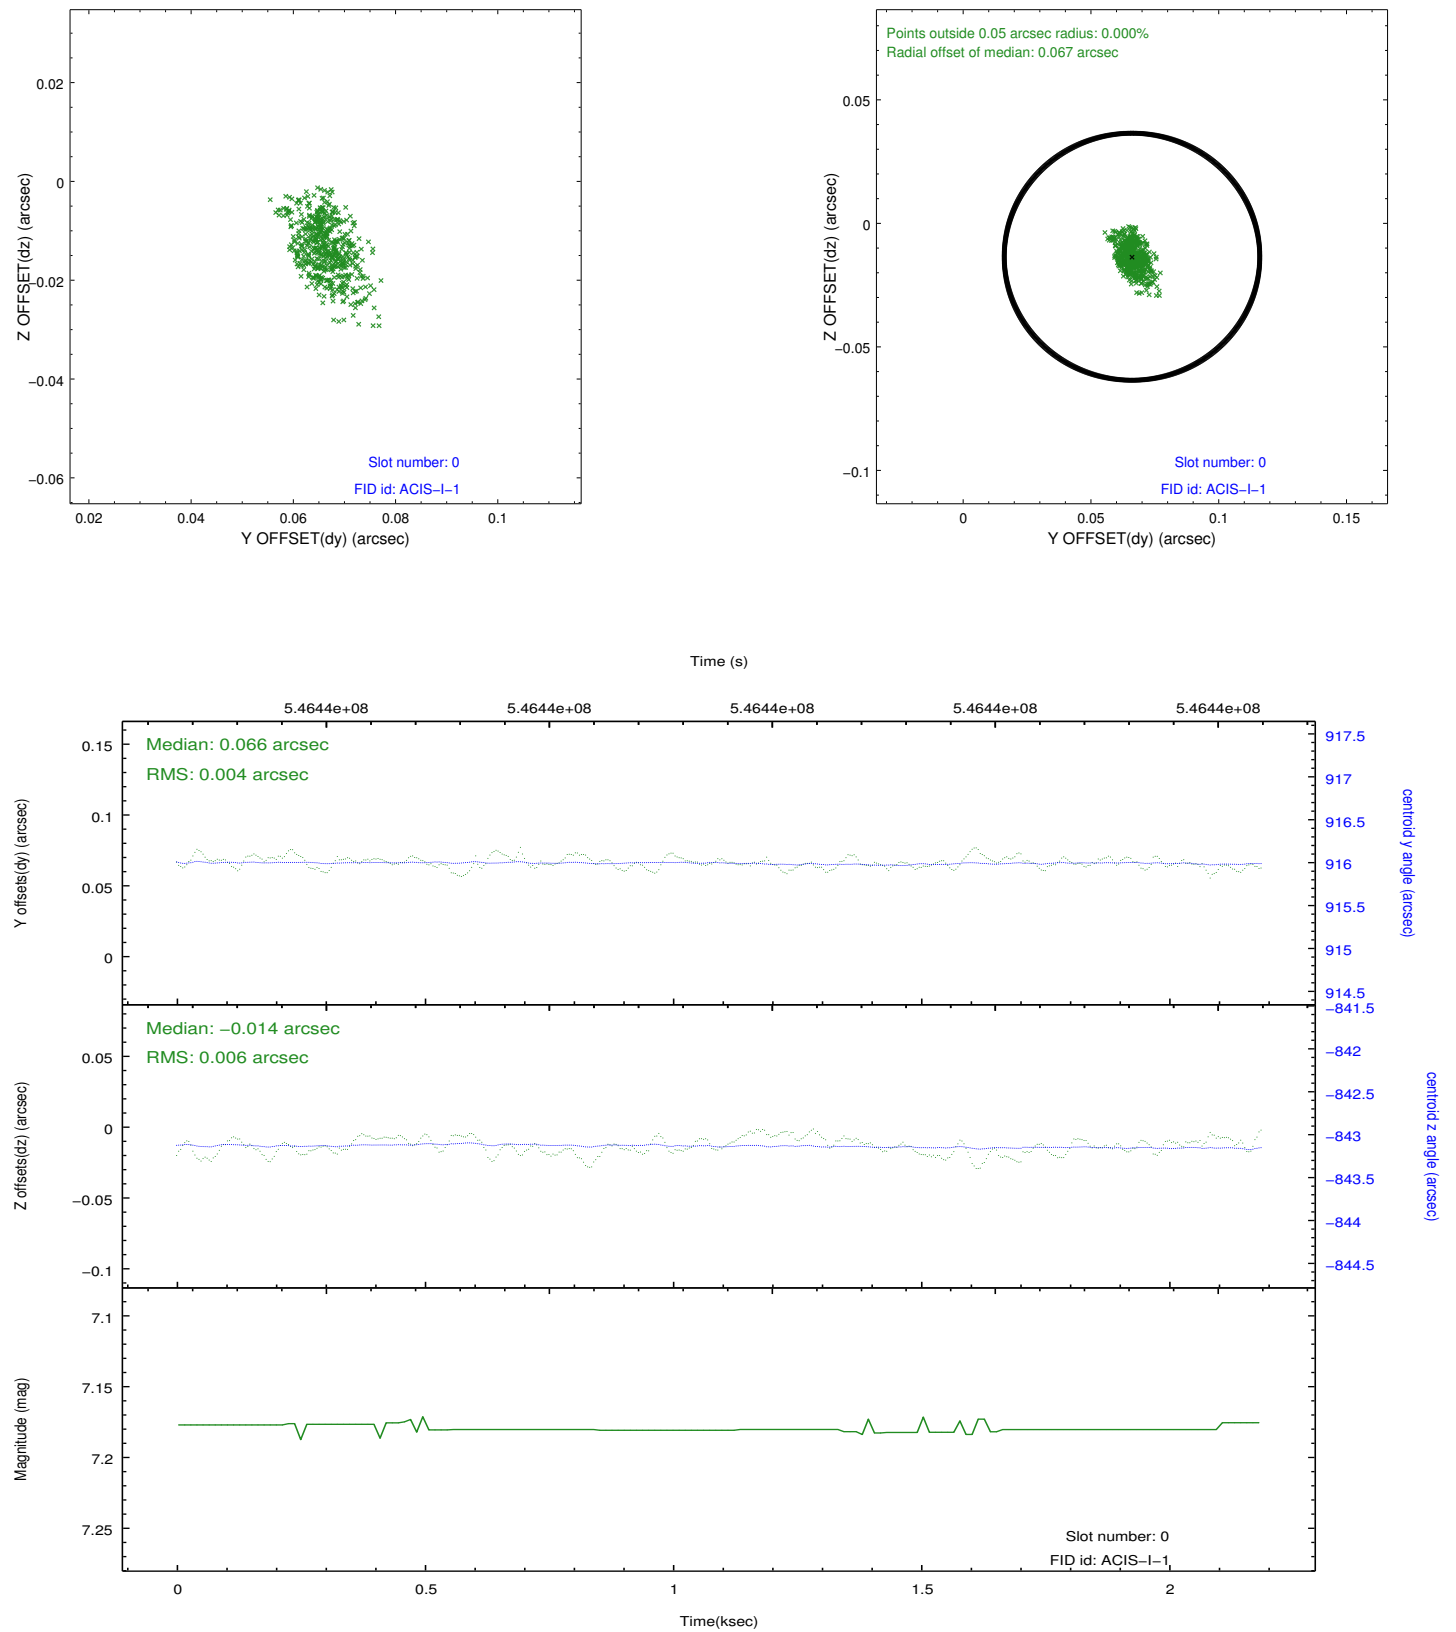 0.02
0
−0.02
−0.04
−0.06
Z OFFSET(dz) (arcsec)
Slot number: 0
FID id: ACIS−I−1
0.02 0.04 0.06 0.08 0.1
Y OFFSET(dy) (arcsec)
Points outside 0.05 arcsec radius: 0.000%
Radial offset of median: 0.067 arcsec
0.05
0
−0.05
−0.1
Z OFFSET(dz) (arcsec)
Slot number: 0
FID id: ACIS−I−1
0 0.05 0.1 0.15
Y OFFSET(dy) (arcsec)
Time (s)
5.4644e+08 5.4644e+08 5.4644e+08 5.4644e+08 5.4644e+08
Median: 0.066 arcsec
RMS: 0.004 arcsec
0.15
0.1
0.05
0
Y offsets(dy) (arcsec)
917.5
917
916.5
916
915.5
915
914.5
centroid y angle (arcsec)
Median: −0.014 arcsec
RMS: 0.006 arcsec
0.05
0
−0.05
−0.1
Z offsets(dz) (arcsec)
−841.5
−842
−842.5
−843
−843.5
−844
−844.5
centroid z angle (arcsec)
7.1
7.15
7.2
7.25
Magnitude (mag)
Slot number: 0
FID id: ACIS−I−1
0 0.5 1 1.5 2
Time(ksec)